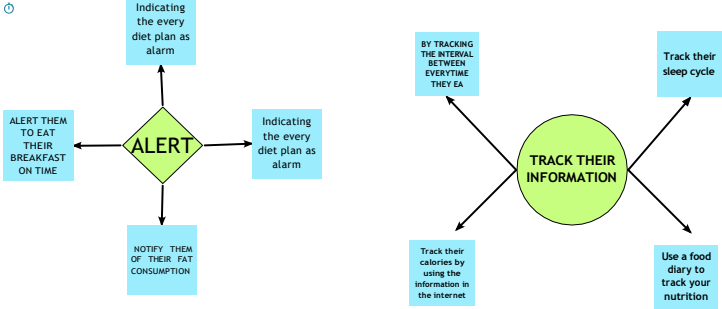 Indicating
the every
diet plan as
alarm
ALERT THEM
TO EAT
THEIR
BREAKFAST
ON TIME
ALERT
Indicating
the every
diet plan as
alarm
NOTIFY THEM
OF THEIR FAT
CONSUMPTION
BY TRACKING
THE INTERVAL
BETWEEN
EVERYTIME
THEY EA
Track their
sleep cycle
TRACK THEIR
INFORMATION
Track their
calories by
using the
information in
the internet
Use a food
diary to
track your
nutrition